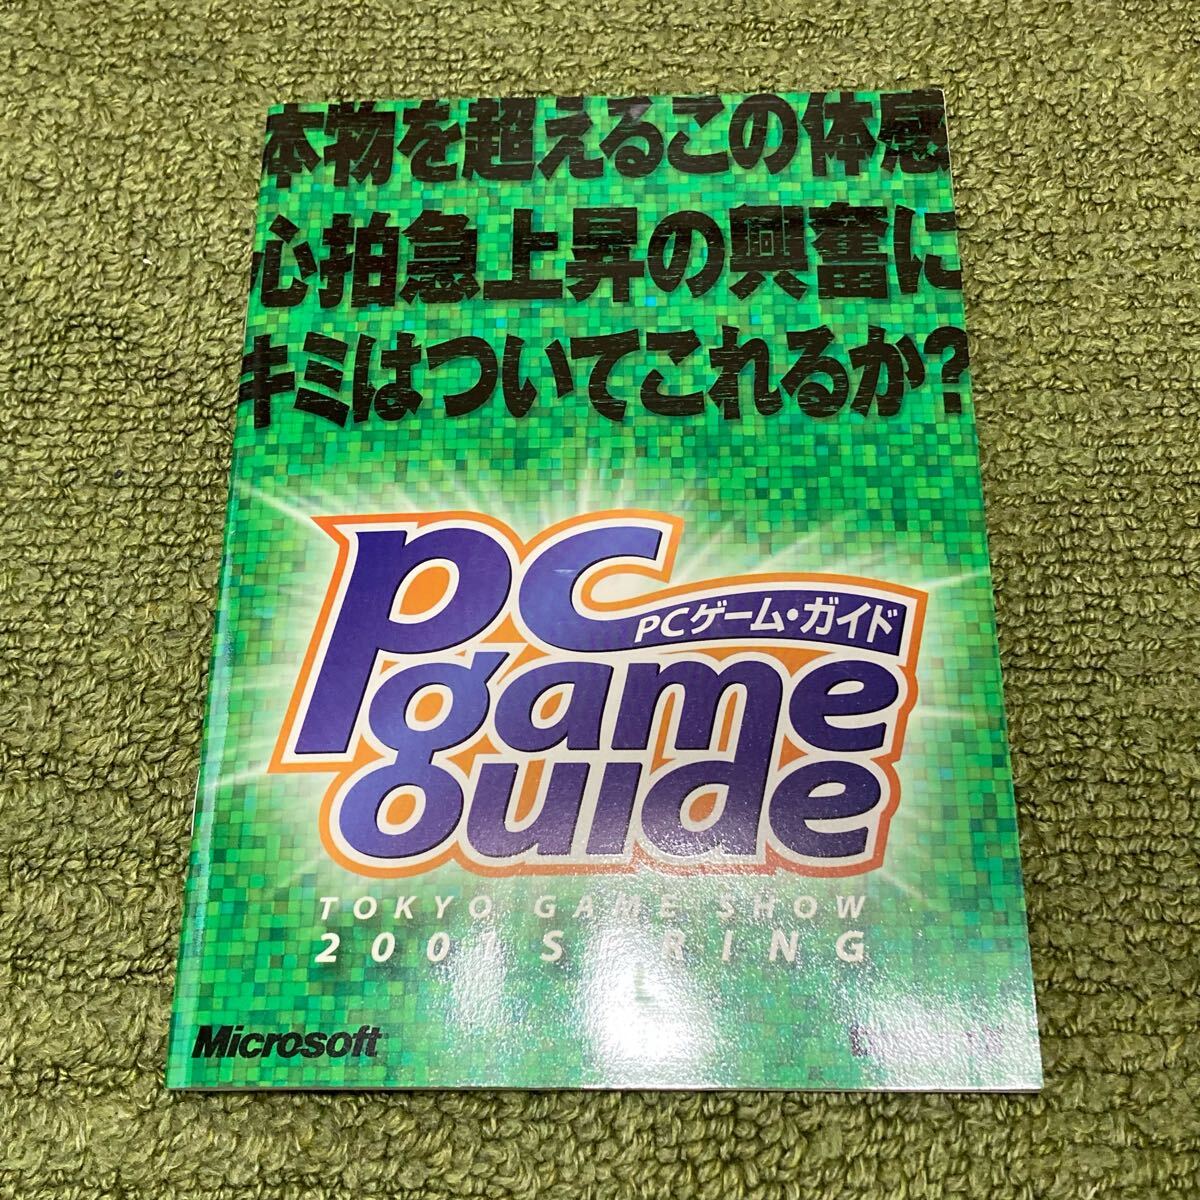 本物を超えるこの体感
心拍急上昇の興奮に
キミはついてこれるか?
pc
PCゲーム・ガイド
game
guide
TOKYO GAME SHOW
2001 SPRING
Microsoft